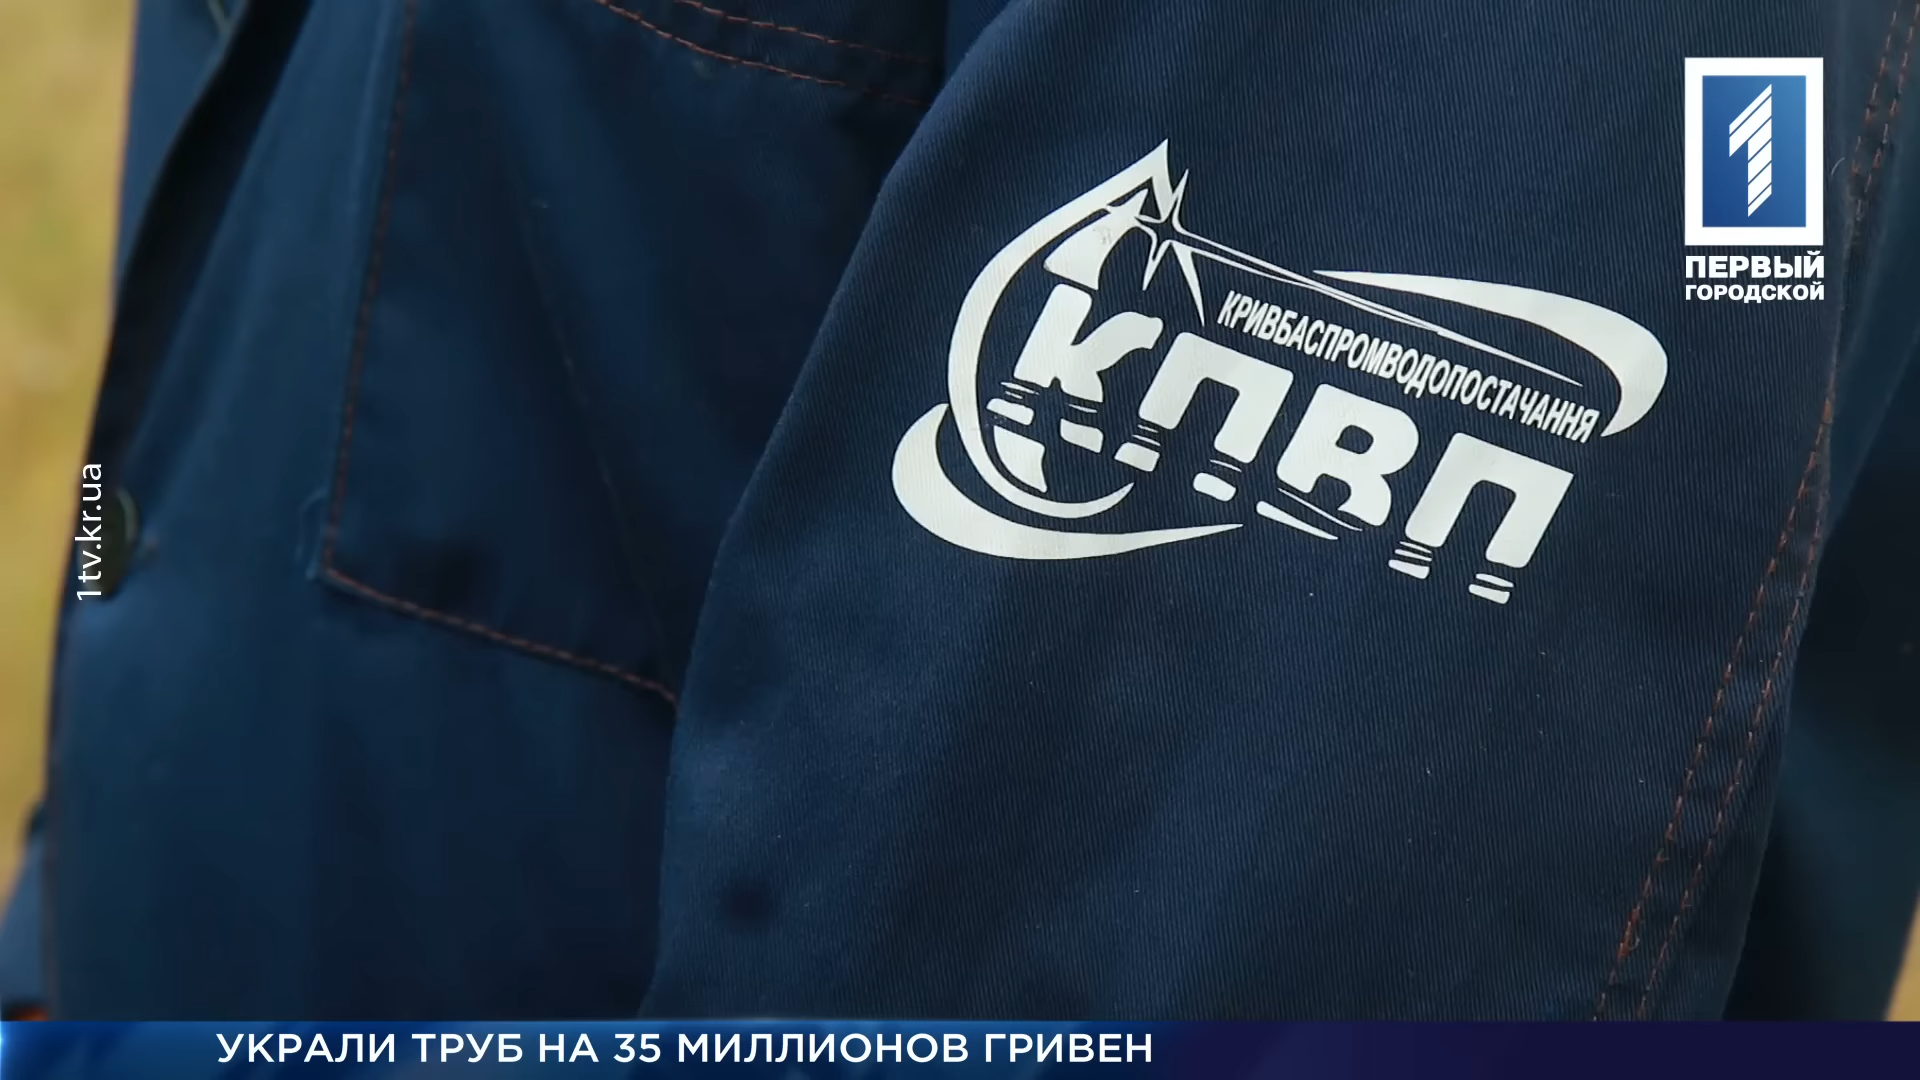 ПЕРВЫЙ
ГОРОДСКОЙ
КРИВБАСПРОМВОДОПОСТАЧАННЯ
КПВП
1tv.kr.ua
УКРАЛИ ТРУБ НА 35 МИЛЛИОНОВ ГРИВЕН